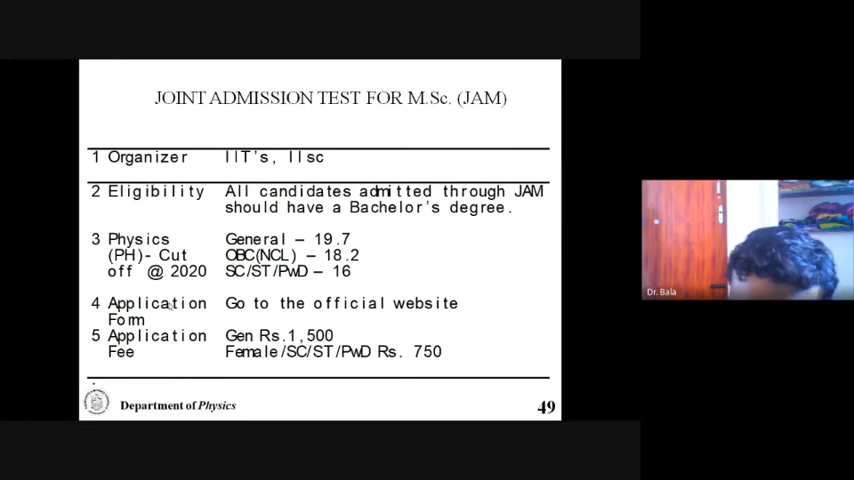 JOINT ADMISSION TEST FOR M.Sc. (JAM)
1 Organizer IIT's, IIsc
2 Eligibility All candidates admitted through JAM
should have a Bachelor's degree.
3 Physics General – 19.7
(PH)- Cut OBC(NCL) – 18.2
off @ 2020 SC/ST/PwD – 16
4 Application Go to the official website
Form
5 Application Gen Rs.1,500
Fee Female/SC/ST/PwD Rs. 750
Department of Physics 49
Dr. Bala